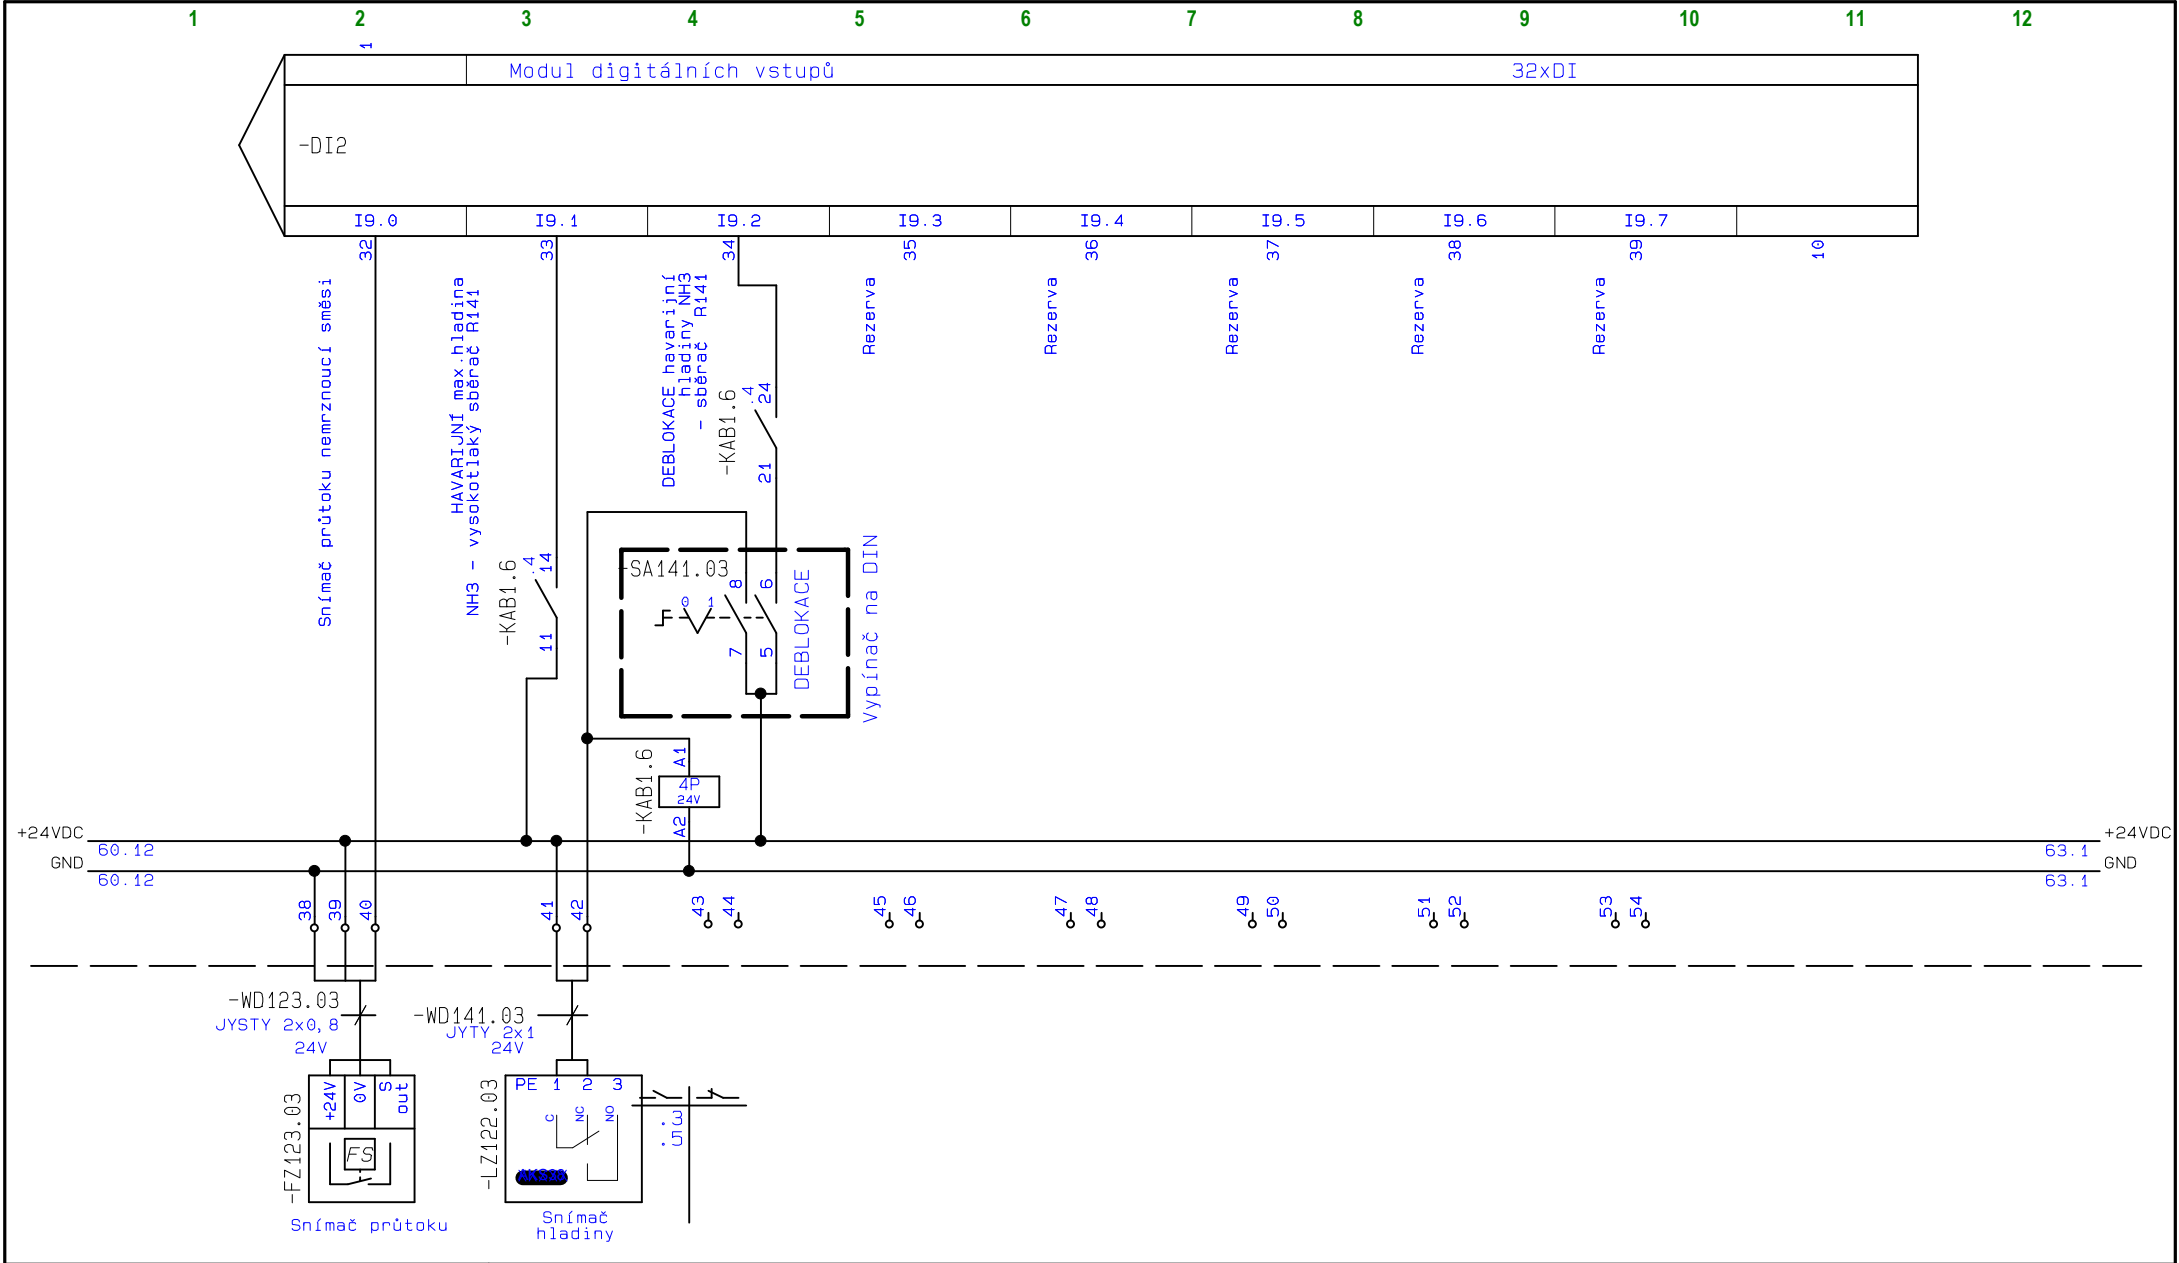 1 2 3 4 5 6 7 8 9 10 11 12
1
Modul digitálních vstupů 32xDI
-DI2
I9.0 I9.1 I9.2 I9.3 I9.4 I9.5 I9.6 I9.7
32 33 34 35 36 37 38 39 10
Snímač průtoku nemrznoucí směsi
HAVARIJNÍ max.hladina
NH3 - vysokotlaký sběrač R141
DEBLOKACE havarijní
hladiny NH3
- sběrač R141
Rezerva
Rezerva
Rezerva
Rezerva
Rezerva
-KAB1.6
.4
24
21
-KAB1.6
.4
14
11
-SA141.03
0 1
8 6
7 5
DEBLOKACE
Vypínač na DIN
-KAB1.6
A1
4P
24V
A2
+24VDC +24VDC
60.12 63.1
GND GND
60.12 63.1
38 39 40 41 42 43 44 45 46 47 48 49 50 51 52 53 54
-WD123.03
JYSTY 2x0,8
24V
-WD141.03
JYTY 2x1
24V
-FZ123.03
+24V 0V S out
FS
Snímač průtoku
-LZ122.03
PE 1 2 3
C NC NO
Snímač
hladiny
.3
.5